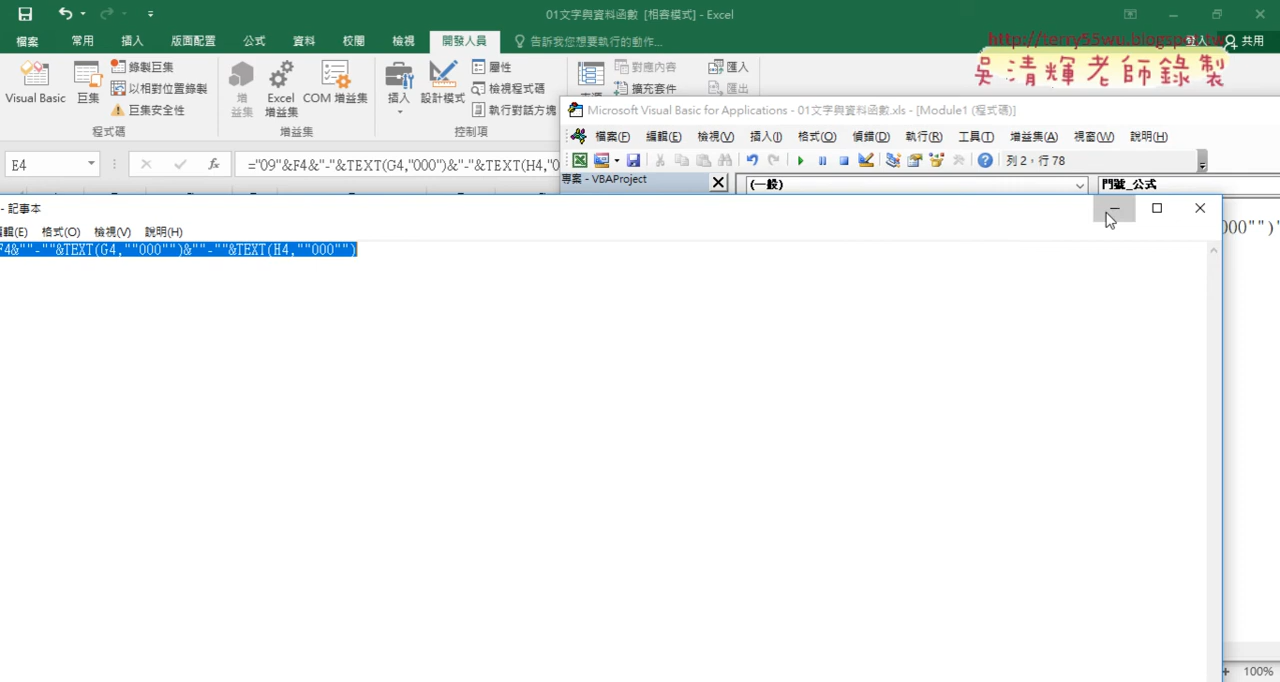 01文字與資料函數 [相容模式] - Excel
檔案 常用 插入 版面配置 公式 資料 校閱 檢視 開發人員 告訴我您想要執行的動作... 登入 共用
http://terry55wu.blogspot.tw
吳清輝老師錄製
Visual Basic 巨集 錄製巨集 以相對位置錄製 巨集安全性
程式碼
增益集 Excel 增益集 COM 增益集
增益集
插入 設計模式 屬性 檢視程式碼 執行對話方塊
控制項
對應內容 擴充套件 匯入 匯出
E4 fx ="09"&F4&"-"&TEXT(G4,"000")&"-"&TEXT(H4,"0
Microsoft Visual Basic for Applications - 01文字與資料函數.xls - [Module1 (程式碼)]
檔案(F) 編輯(E) 檢視(V) 插入(I) 格式(O) 偵錯(D) 執行(R) 工具(T) 增益集(A) 視窗(W) 說明(H)
列 2，行 78
專案 - VBAProject
(一般) 門號_公式
000"")"
- 記事本
編輯(E) 格式(O) 檢視(V) 說明(H)
F4&""-""&TEXT(G4,""000"")&""-""&TEXT(H4,""000"")
100%